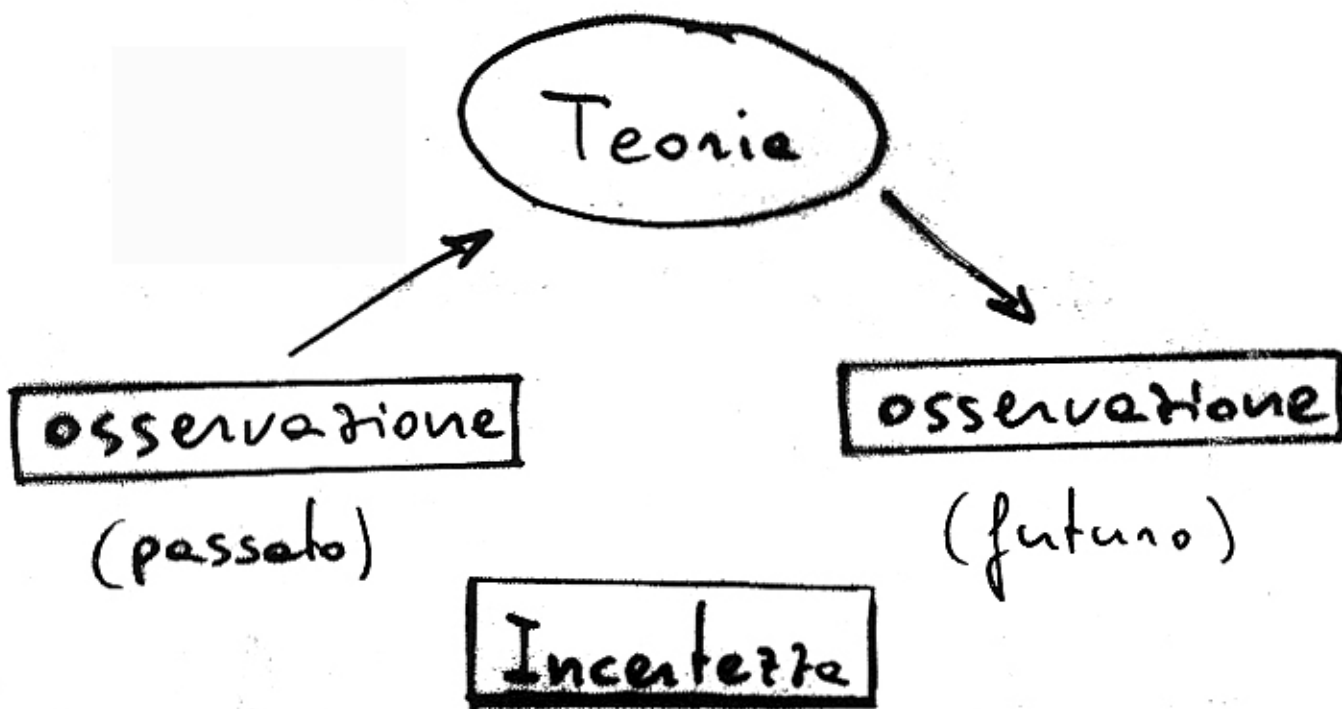 Teoria
osservazione
osservazione
(passato)
(futuro)
Incertezza